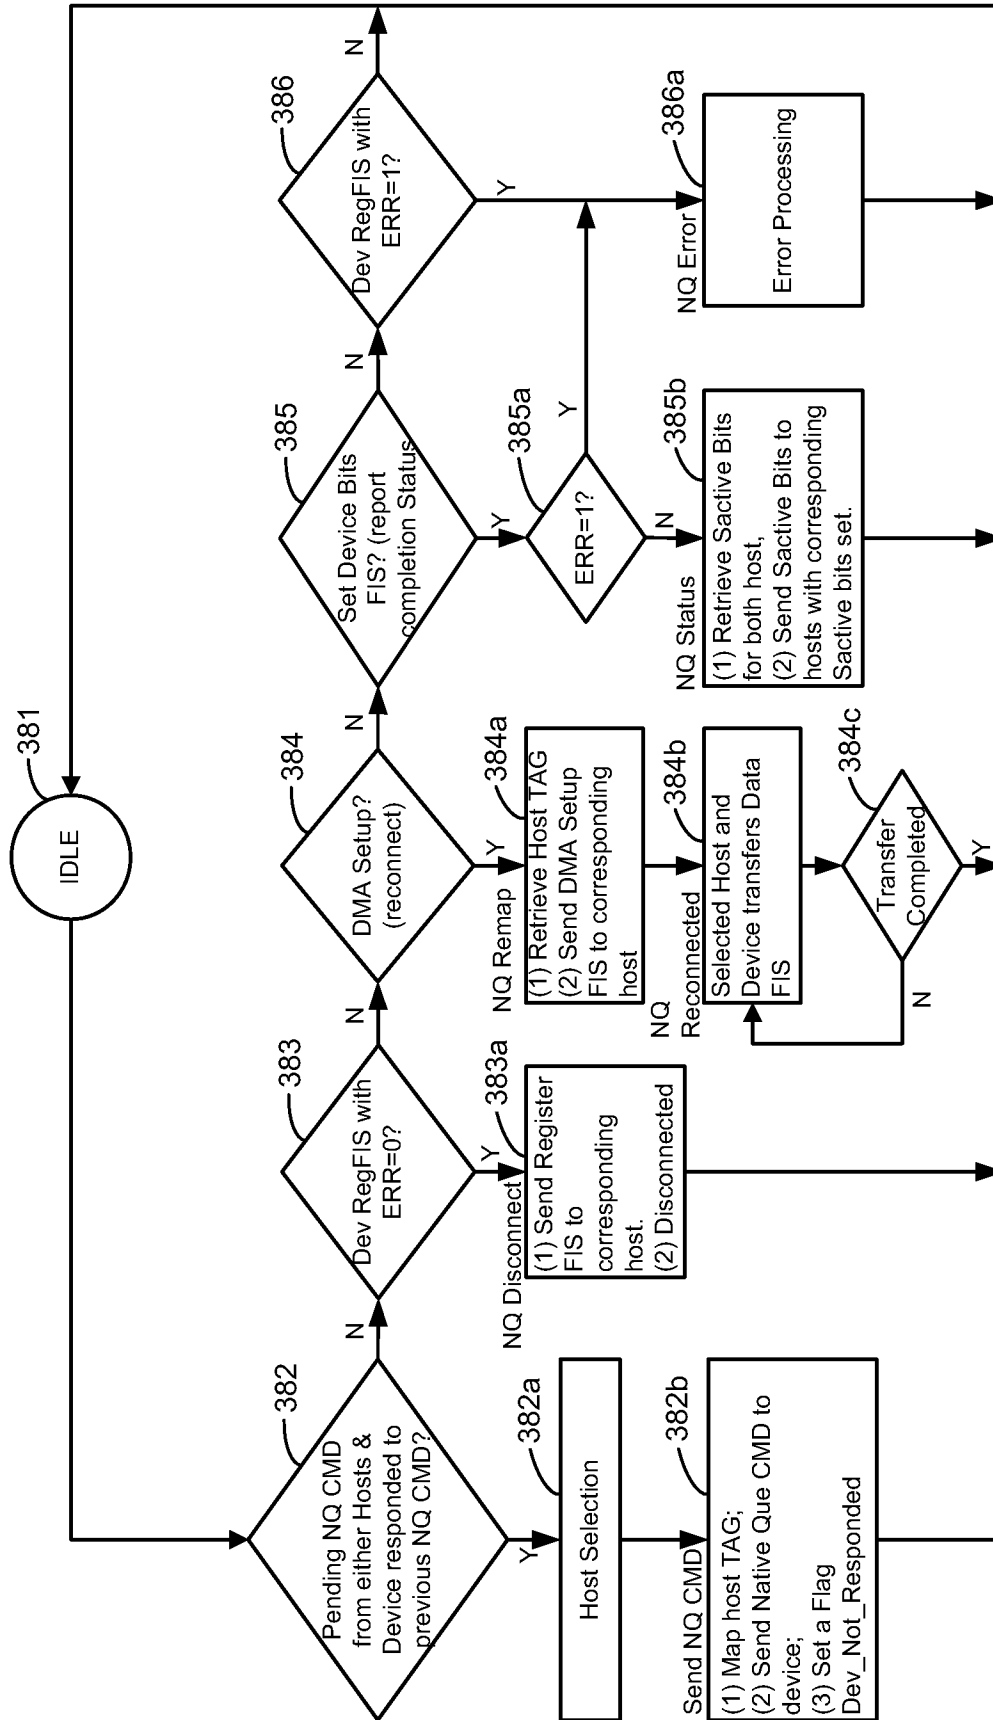 381
IDLE
382
Pending NQ CMD
from either Hosts &
Device responded to
previous NQ CMD?
N
Y
382a
Host Selection
Send NQ CMD
382b
(1) Map host TAG;
(2) Send Native Que CMD to
device;
(3) Set a Flag
Dev_Not_Responded
383
Dev RegFIS with
ERR=0?
N
Y
NQ Disconnect
383a
(1) Send Register
FIS to
corresponding
host.
(2) Disconnected
384
DMA Setup?
(reconnect)
N
Y
NQ Remap
384a
(1) Retrieve Host TAG
(2) Send DMA Setup
FIS to corresponding
host
NQ
Reconnected
384b
Selected Host and
Device transfers Data
FIS
384c
Transfer
Completed
N
Y
385
Set Device Bits
FIS? (report
completion Status
N
Y
385a
ERR=1?
Y
N
NQ Status
385b
(1) Retrieve Sactive Bits
for both host,
(2) Send Sactive Bits to
hosts with corresponding
Sactive bits set.
386
Dev RegFIS with
ERR=1?
N
Y
NQ Error
386a
Error Processing